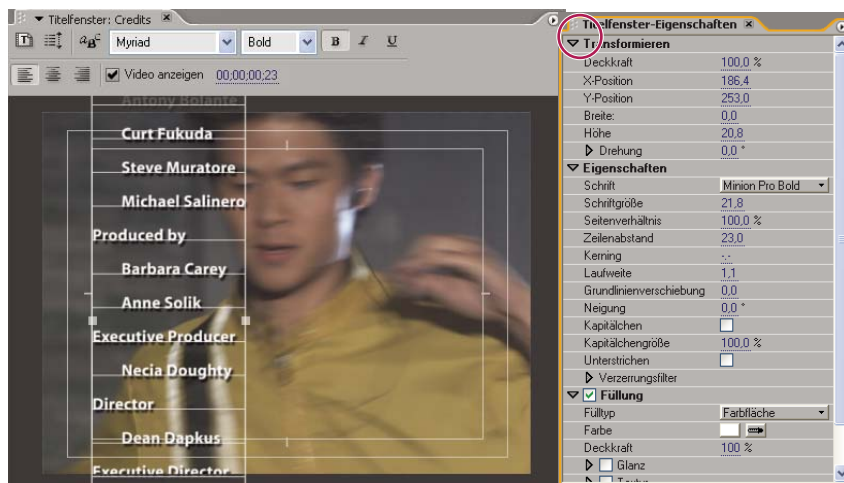 Titelfenster: Credits
Myriad
Bold
B I U
Video anzeigen 00;00;00;23
Antony Bolante
Curt Fukuda
Steve Muratore
Michael Salinero
Produced by
Barbara Carey
Anne Solik
Executive Producer
Necia Doughty
Director
Dean Dapkus
Executive Director
Titelfenster-Eigenschaften
Transformieren
Deckkraft 100,0 %
X-Position 186,4
Y-Position 253,0
Breite: 0,0
Höhe 20,8
Drehung 0,0 °
Eigenschaften
Schrift Minion Pro Bold
Schriftgröße 21,8
Seitenverhältnis 100,0 %
Zeilenabstand 23,0
Kerning -.-
Laufweite 1,1
Grundlinienverschiebung 0,0
Neigung 0,0 °
Kapitälchen
Kapitälchengröße 100,0 %
Unterstrichen
Verzerrungsfilter
Füllung
Fülltyp Farbfläche
Farbe
Deckkraft 100 %
Glanz